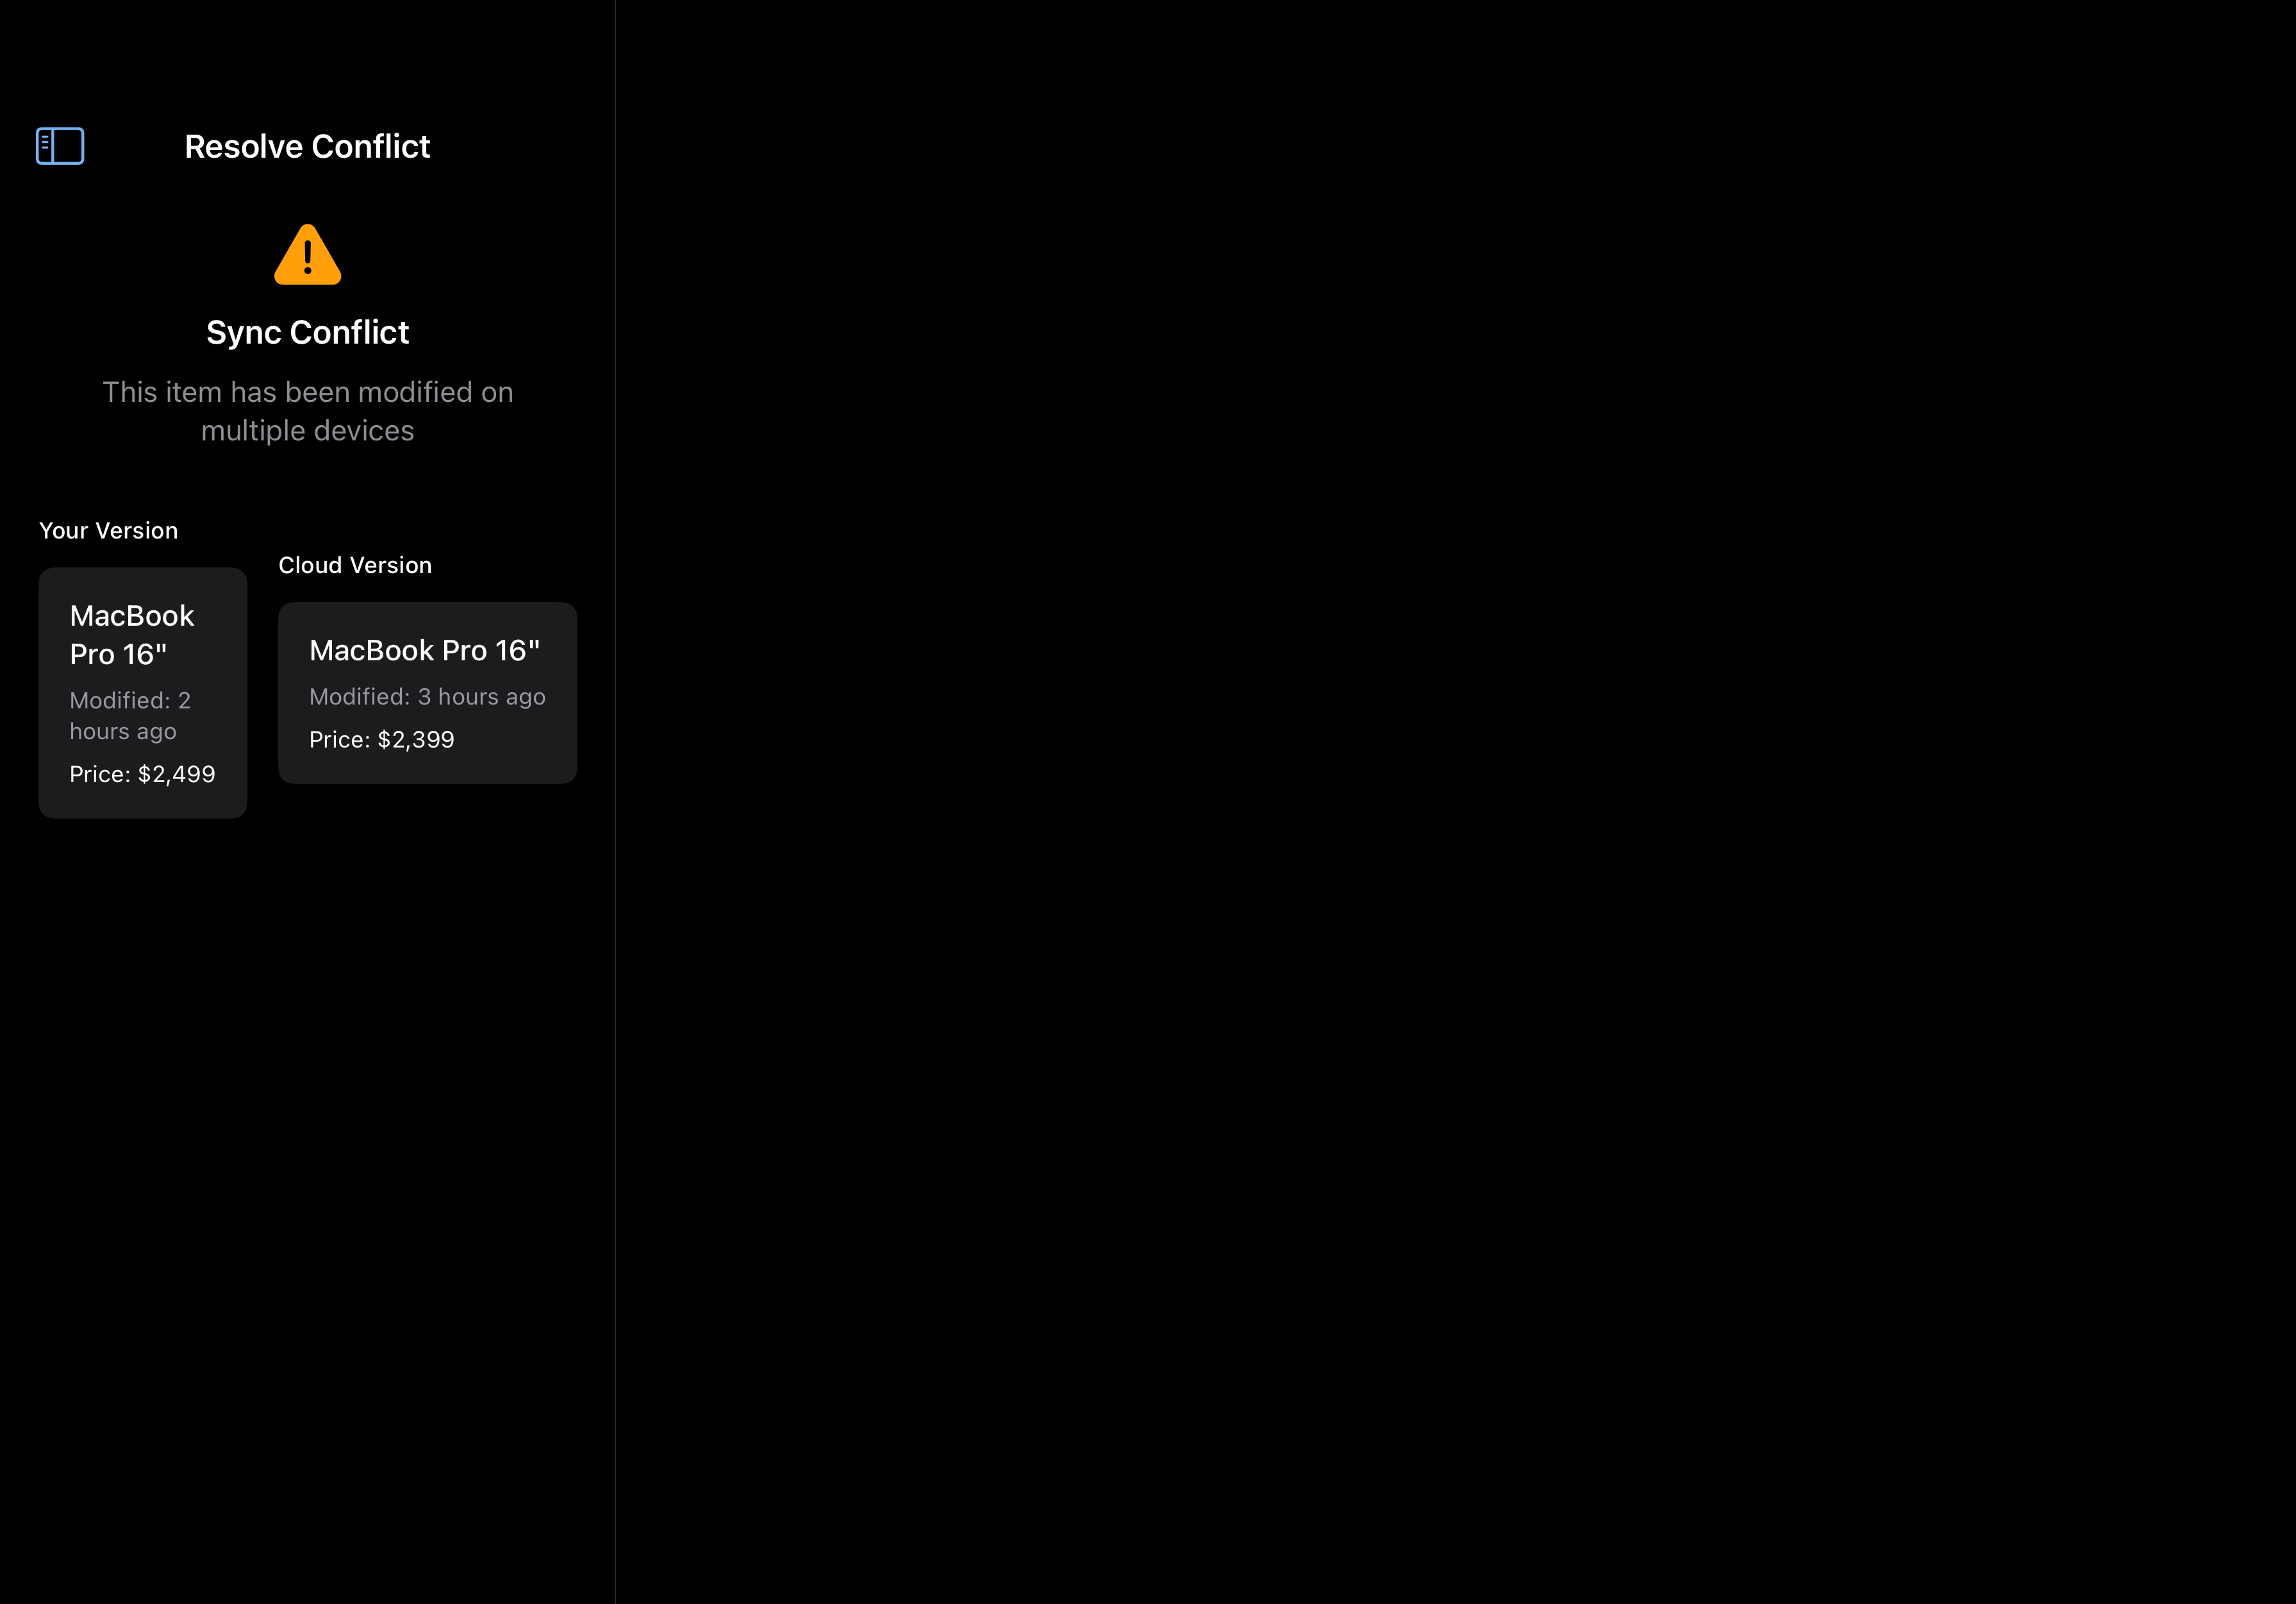 Resolve Conflict
Sync Conflict
This item has been modified on
multiple devices
Your Version
MacBook
Pro 16"
Modified: 2
hours ago
Price: $2,499
Cloud Version
MacBook Pro 16"
Modified: 3 hours ago
Price: $2,399